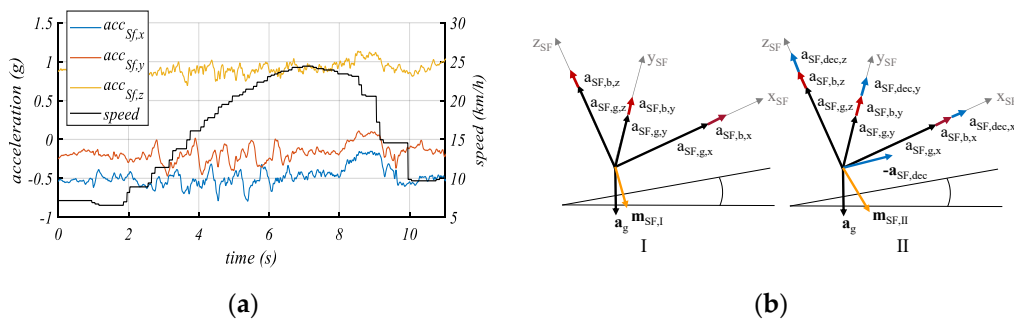 1.5
1
0.5
0
-0.5
-1
acceleration (g)
acc_Sf,x
acc_Sf,y
acc_Sf,z
speed
30
25
20
15
10
5
speed (km/h)
0 2 4 6 8 10
time (s)
(a)
z_SF
y_SF
x_SF
a_SF,b,z
a_SF,g,z
a_SF,b,y
a_SF,g,y
a_SF,b,x
a_SF,g,x
m_SF,I
a_g
I
z_SF
a_SF,dec,z
y_SF
a_SF,dec,y
x_SF
a_SF,b,z
a_SF,g,z
a_SF,b,y
a_SF,g,y
a_SF,dec,x
a_SF,b,x
a_SF,g,x
-a_SF,dec
m_SF,II
a_g
II
(b)